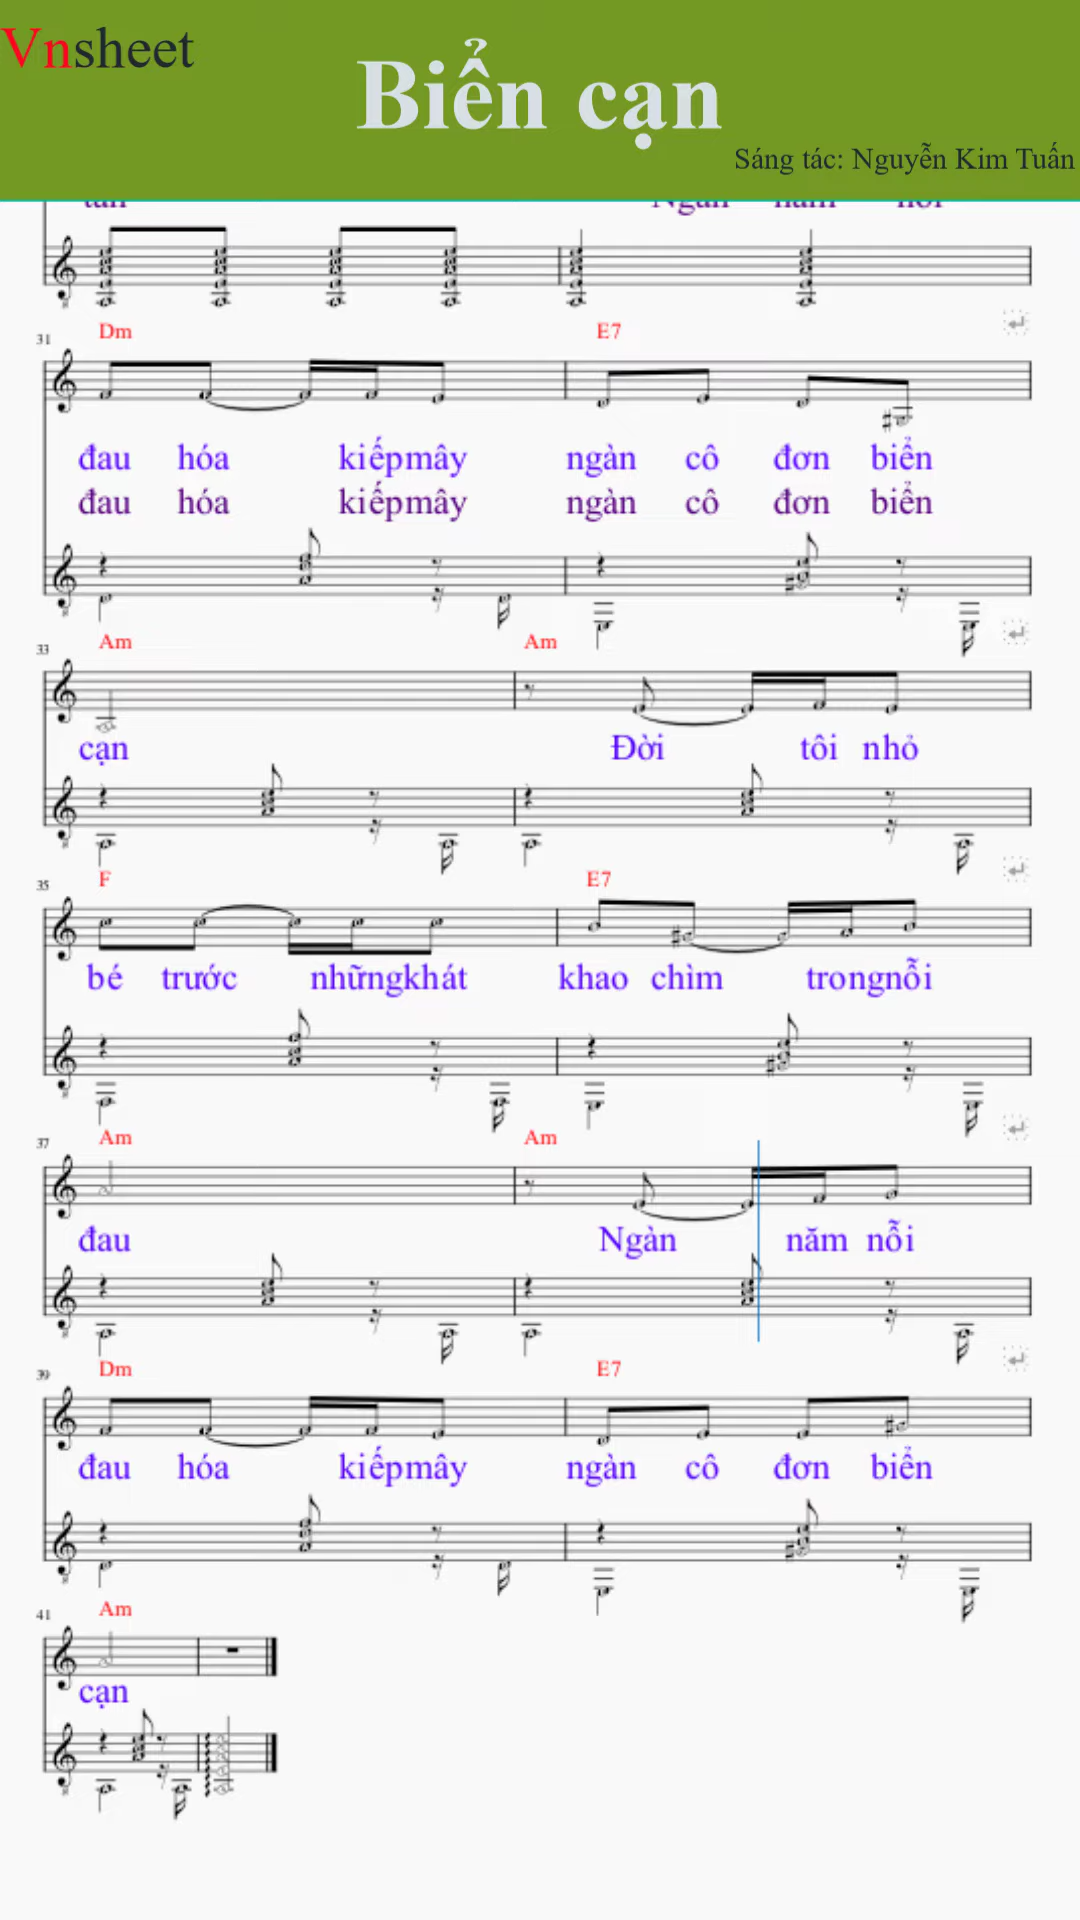 Vnsheet
Biển cạn
Sáng tác: Nguyễn Kim Tuấn
Dm E7
31
đau hóa kiếpmây ngàn cô đơn biển
đau hóa kiếpmây ngàn cô đơn biển
Am Am
33
cạn Đời tôi nhỏ
F E7
35
bé trước nhữngkhát khao chìm trongnỗi
Am Am
37
đau Ngàn năm nỗi
Dm E7
39
đau hóa kiếpmây ngàn cô đơn biển
Am
41
cạn